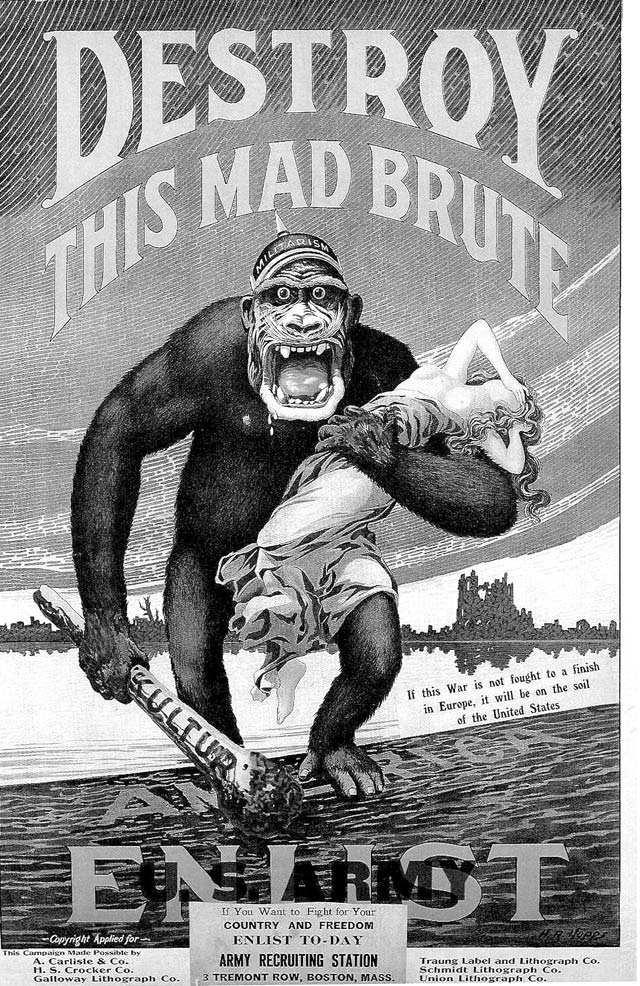 DESTROY
THIS MAD BRUTE
MILITARISM
KULTUR
If this War is not fought to a finish
in Europe, it will be on the soil
of the United States
AMERICA
ENLIST
U.S. ARMY
If You Want to Fight for Your
COUNTRY AND FREEDOM
ENLIST TO-DAY
ARMY RECRUITING STATION
3 TREMONT ROW, BOSTON, MASS.
H.R. HOPPS
—Copyright Applied for—
This Campaign Made Possible by
A. Carlisle & Co.
H. S. Crocker Co.
Galloway Lithograph Co.
Traung Label and Lithograph Co.
Schmidt Lithograph Co.
Union Lithograph Co.